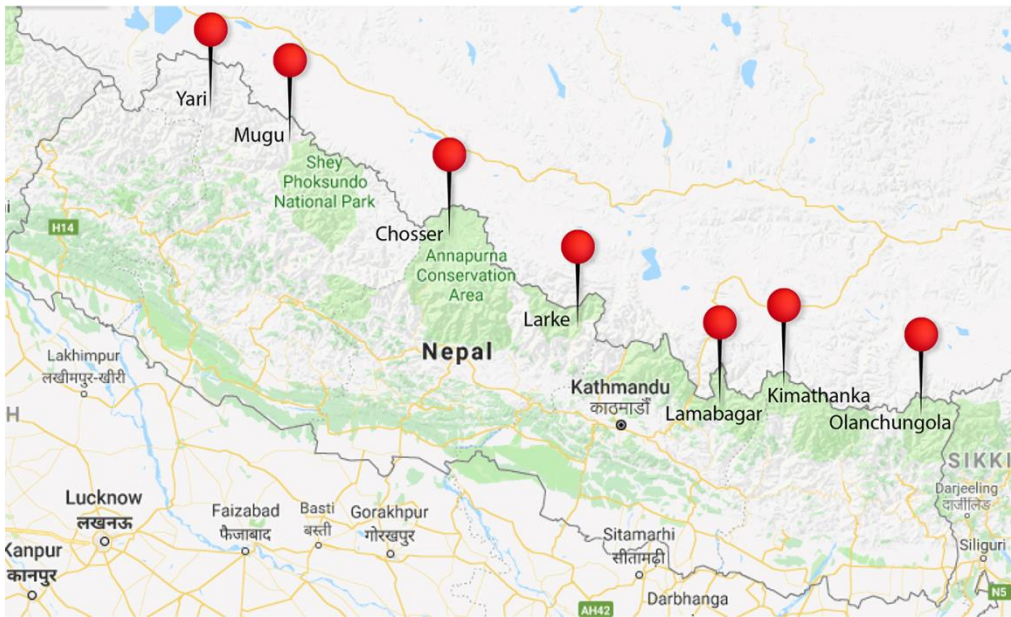 Yari
Mugu
Shey
Phoksundo
National Park
H14
Chosser
Annapurna
Conservation
Area
Larke
Nepal
Lakhimpur
लखीमपुर-खीरी
Kathmandu
काठमाडौं
Kimathanka
Lamabagar
Olanchungola
H
SIKKI
Lucknow
लखनऊ
Faizabad
फैजाबाद
Basti
बस्ती
Gorakhpur
गोरखपुर
Darjeeling
दार्जीलिङ
Sitamarhi
सीतामढ़ी
Siliguri
Kanpur
कानपुर
Darbhanga
AH42
N5